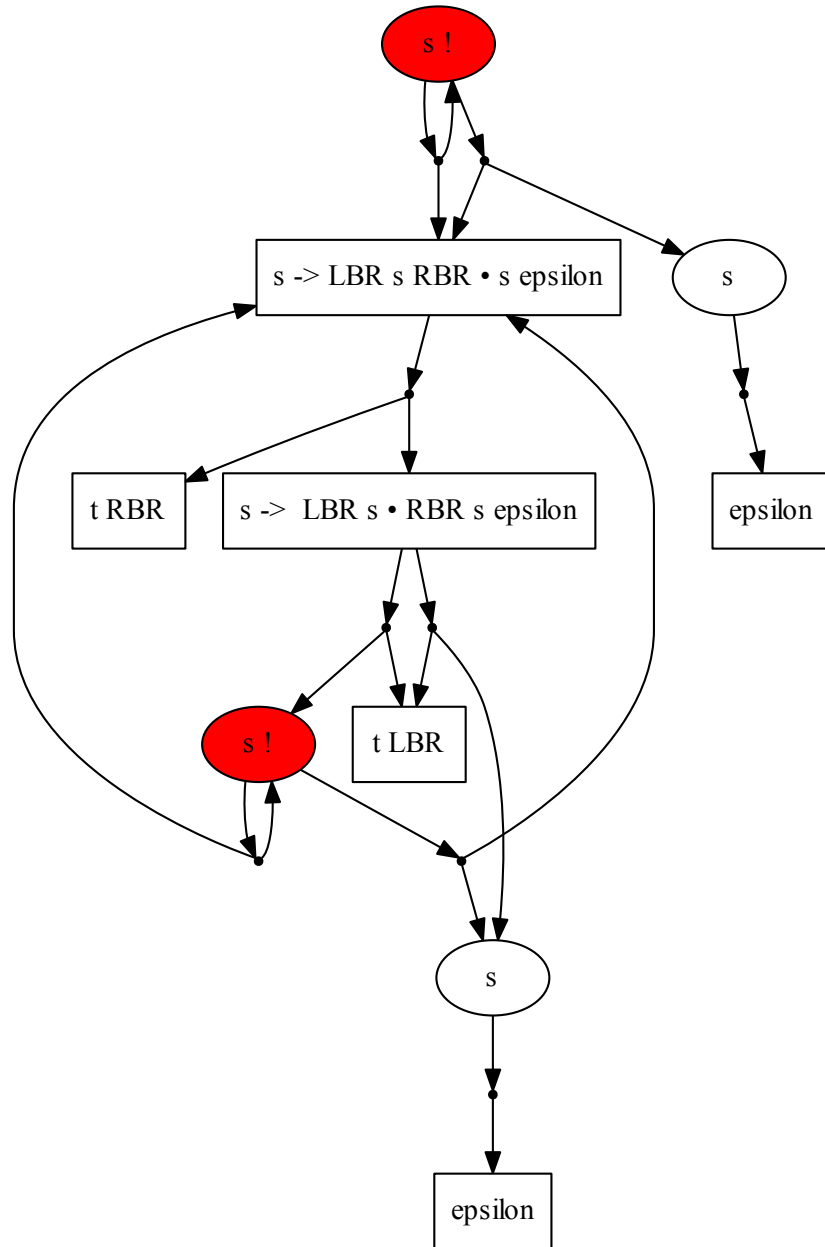 s !
s -> LBR s RBR • s epsilon
s
t RBR
s -> LBR s • RBR s epsilon
epsilon
s !
t LBR
s
epsilon